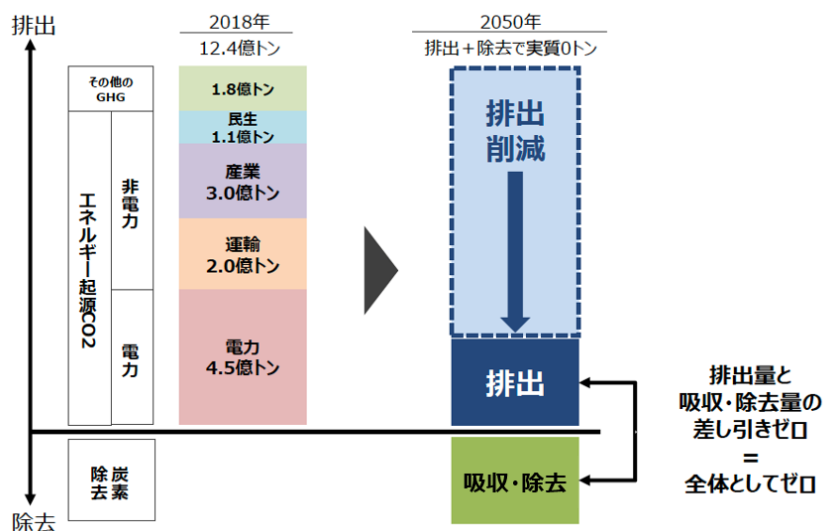 排出
2018年
12.4億トン
2050年
排出+除去で実質0トン
その他の
GHG
エネルギー起源CO2
非電力
電力
1.8億トン
民生
1.1億トン
産業
3.0億トン
運輸
2.0億トン
電力
4.5億トン
排出
削減
排出
排出量と
吸収・除去量の
差し引きゼロ
=
全体としてゼロ
炭素
除去
吸収・除去
除去